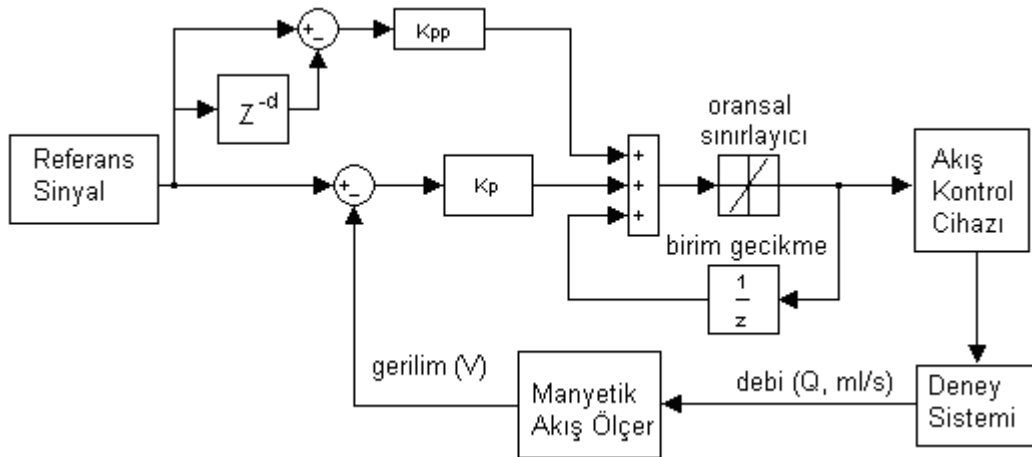 +
−
Kpp
Z^-d
oransal
sınırlayıcı
Referans
Sinyal
+
−
Kp
+
+
+
Akış
Kontrol
Cihazı
birim gecikme
1
z
gerilim (V)
Manyetik
Akış Ölçer
debi (Q, ml/s)
Deney
Sistemi